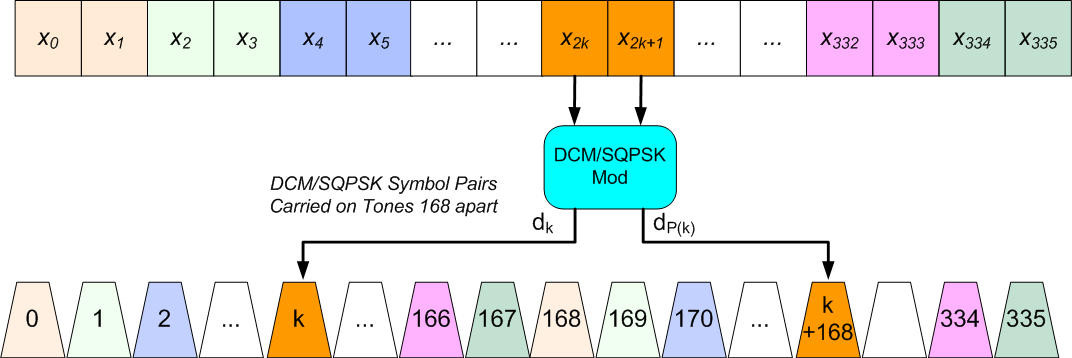 x0 x1 x2 x3 x4 x5 ... ... x2k x2k+1 ... ... x332 x333 x334 x335
DCM/SQPSK
Mod
DCM/SQPSK Symbol Pairs
Carried on Tones 168 apart
dk dP(k)
0 1 2 ... k ... 166 167 168 169 170 ... k +168 334 335